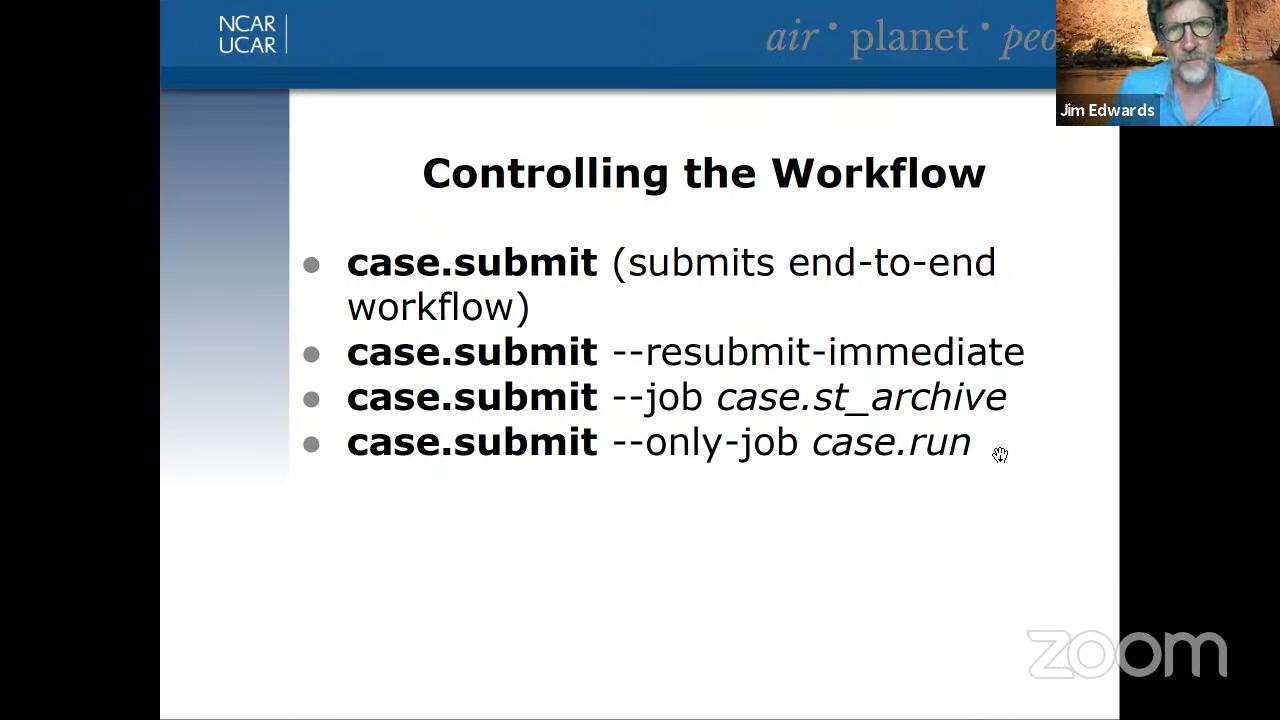 NCAR
UCAR
air • planet • peo
Jim Edwards
Controlling the Workflow
● case.submit (submits end-to-end
workflow)
● case.submit --resubmit-immediate
● case.submit --job case.st_archive
● case.submit --only-job case.run
zoom